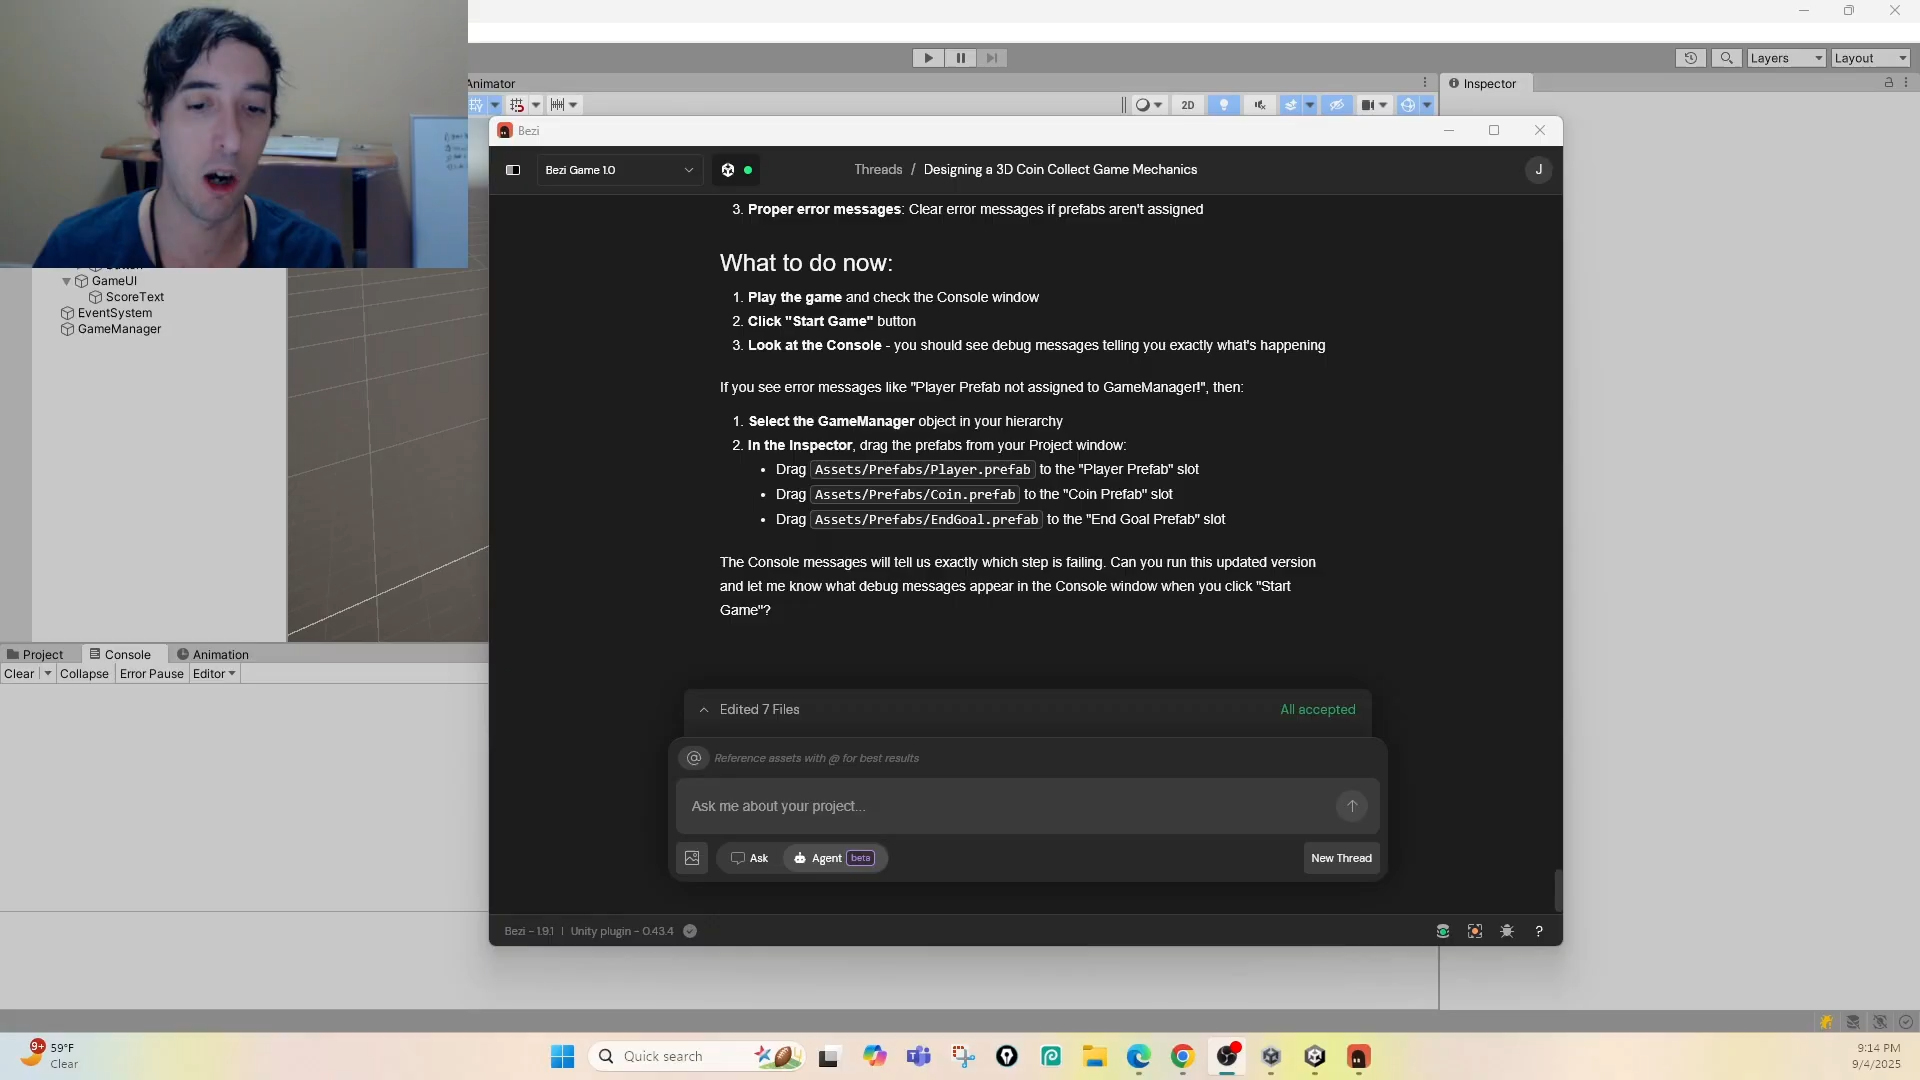 Animator
Layers
Layout
Inspector
2D
Bezi
Bezi Game 1.0
Threads / Designing a 3D Coin Collect Game Mechanics
J
3. Proper error messages: Clear error messages if prefabs aren't assigned
What to do now:
1. Play the game and check the Console window
2. Click "Start Game" button
3. Look at the Console - you should see debug messages telling you exactly what's happening
If you see error messages like "Player Prefab not assigned to GameManager!", then:
1. Select the GameManager object in your hierarchy
2. In the Inspector, drag the prefabs from your Project window:
• Drag Assets/Prefabs/Player.prefab to the "Player Prefab" slot
• Drag Assets/Prefabs/Coin.prefab to the "Coin Prefab" slot
• Drag Assets/Prefabs/EndGoal.prefab to the "End Goal Prefab" slot
The Console messages will tell us exactly which step is failing. Can you run this updated version
and let me know what debug messages appear in the Console window when you click "Start
Game"?
Edited 7 Files
All accepted
@ Reference assets with @ for best results
Ask me about your project...
Ask
Agent beta
New Thread
Bezi - 1.9.1 | Unity plugin - 0.43.4
?
GameUI
ScoreText
EventSystem
GameManager
Project
Console
Animation
Clear
Collapse
Error Pause
Editor
9+
59°F
Clear
Quick search
9:14 PM
9/4/2025